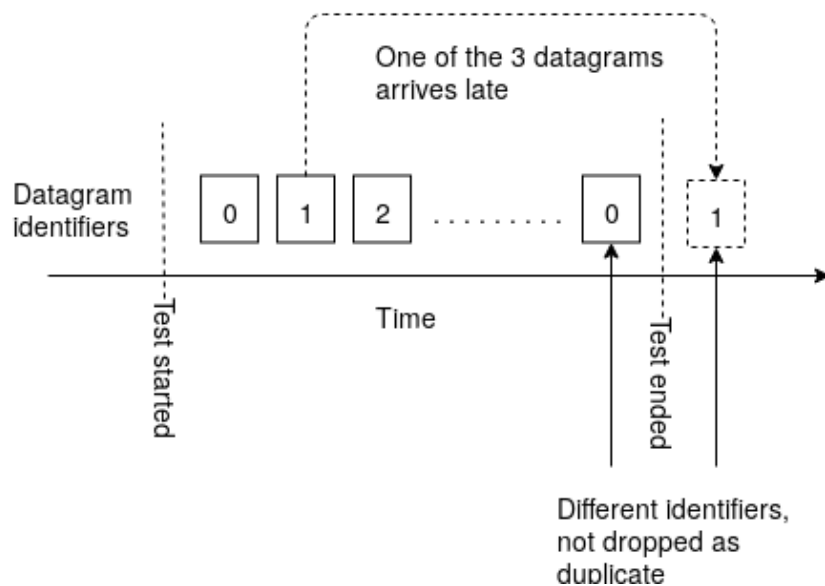 One of the 3 datagrams
arrives late
Datagram
identifiers
0
1
2
. . . . . . . . .
0
1
Test started
Time
Test ended
Different identifiers,
not dropped as
duplicate